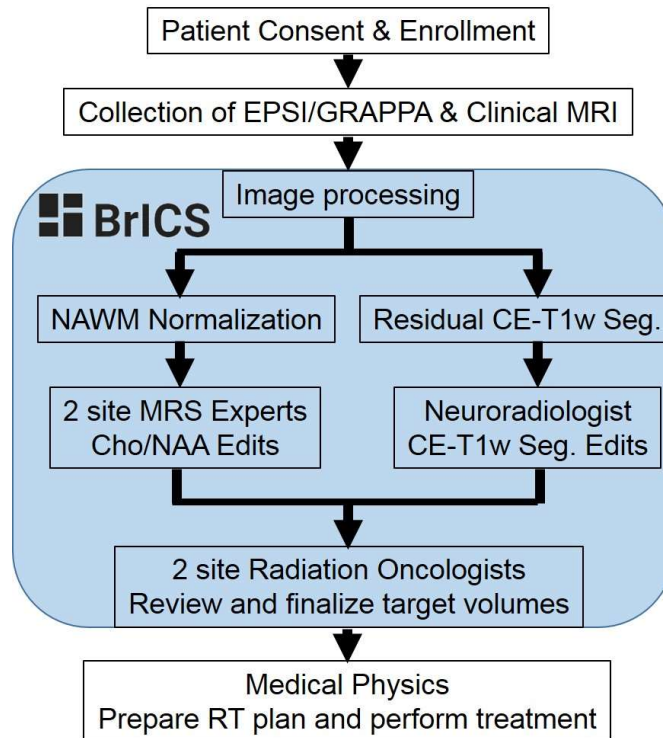 Patient Consent & Enrollment
Collection of EPSI/GRAPPA & Clinical MRI
BrICS
Image processing
NAWM Normalization
Residual CE-T1w Seg.
2 site MRS Experts
Cho/NAA Edits
Neuroradiologist
CE-T1w Seg. Edits
2 site Radiation Oncologists
Review and finalize target volumes
Medical Physics
Prepare RT plan and perform treatment